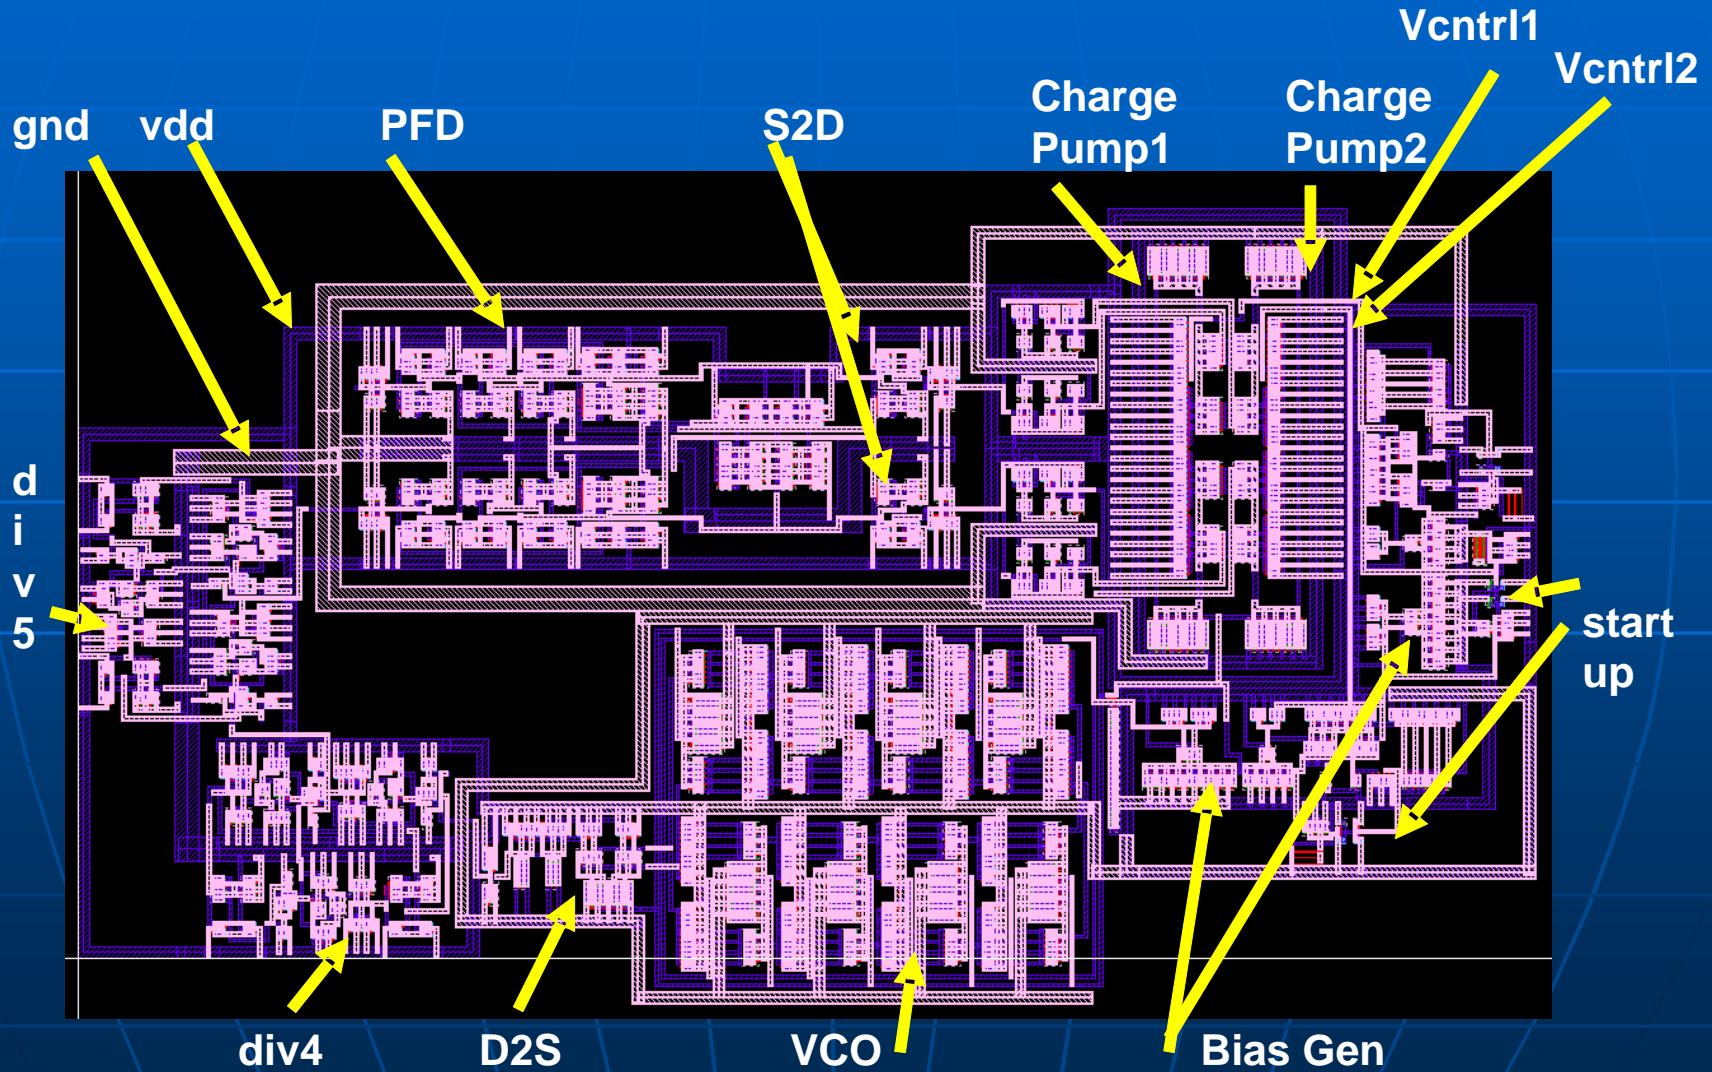 Vcntrl1
Vcntrl2
Charge
Pump1
Charge
Pump2
gnd
vdd
PFD
S2D
d
i
v
5
start
up
div4
D2S
VCO
Bias Gen